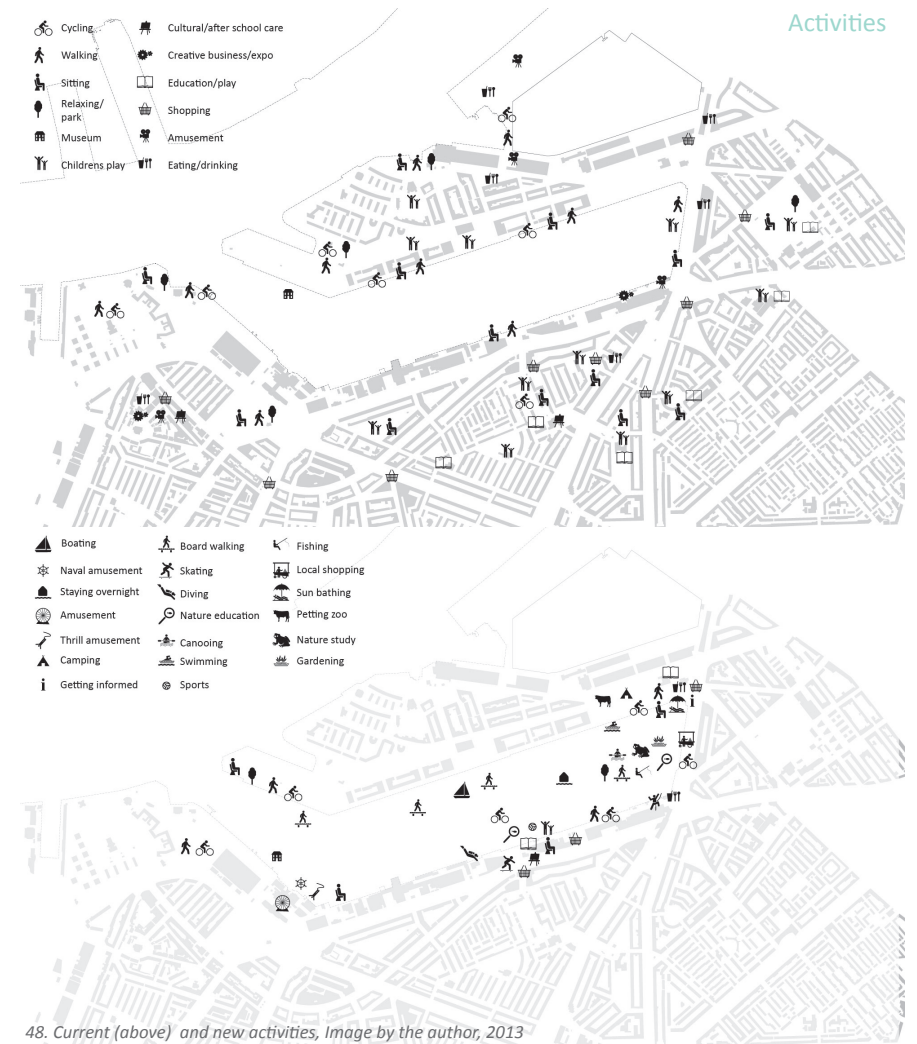 Activities
Cycling
Walking
Sitting
Relaxing/
park
Museum
Childrens play
Cultural/after school care
Creative business/expo
Education/play
Shopping
Amusement
Eating/drinking
Boating
Naval amusement
Staying overnight
Amusement
Thrill amusement
Camping
Getting informed
Board walking
Skating
Diving
Nature education
Canooing
Swimming
Sports
Fishing
Local shopping
Sun bathing
Petting zoo
Nature study
Gardening
48. Current (above) and new activities, Image by the author, 2013